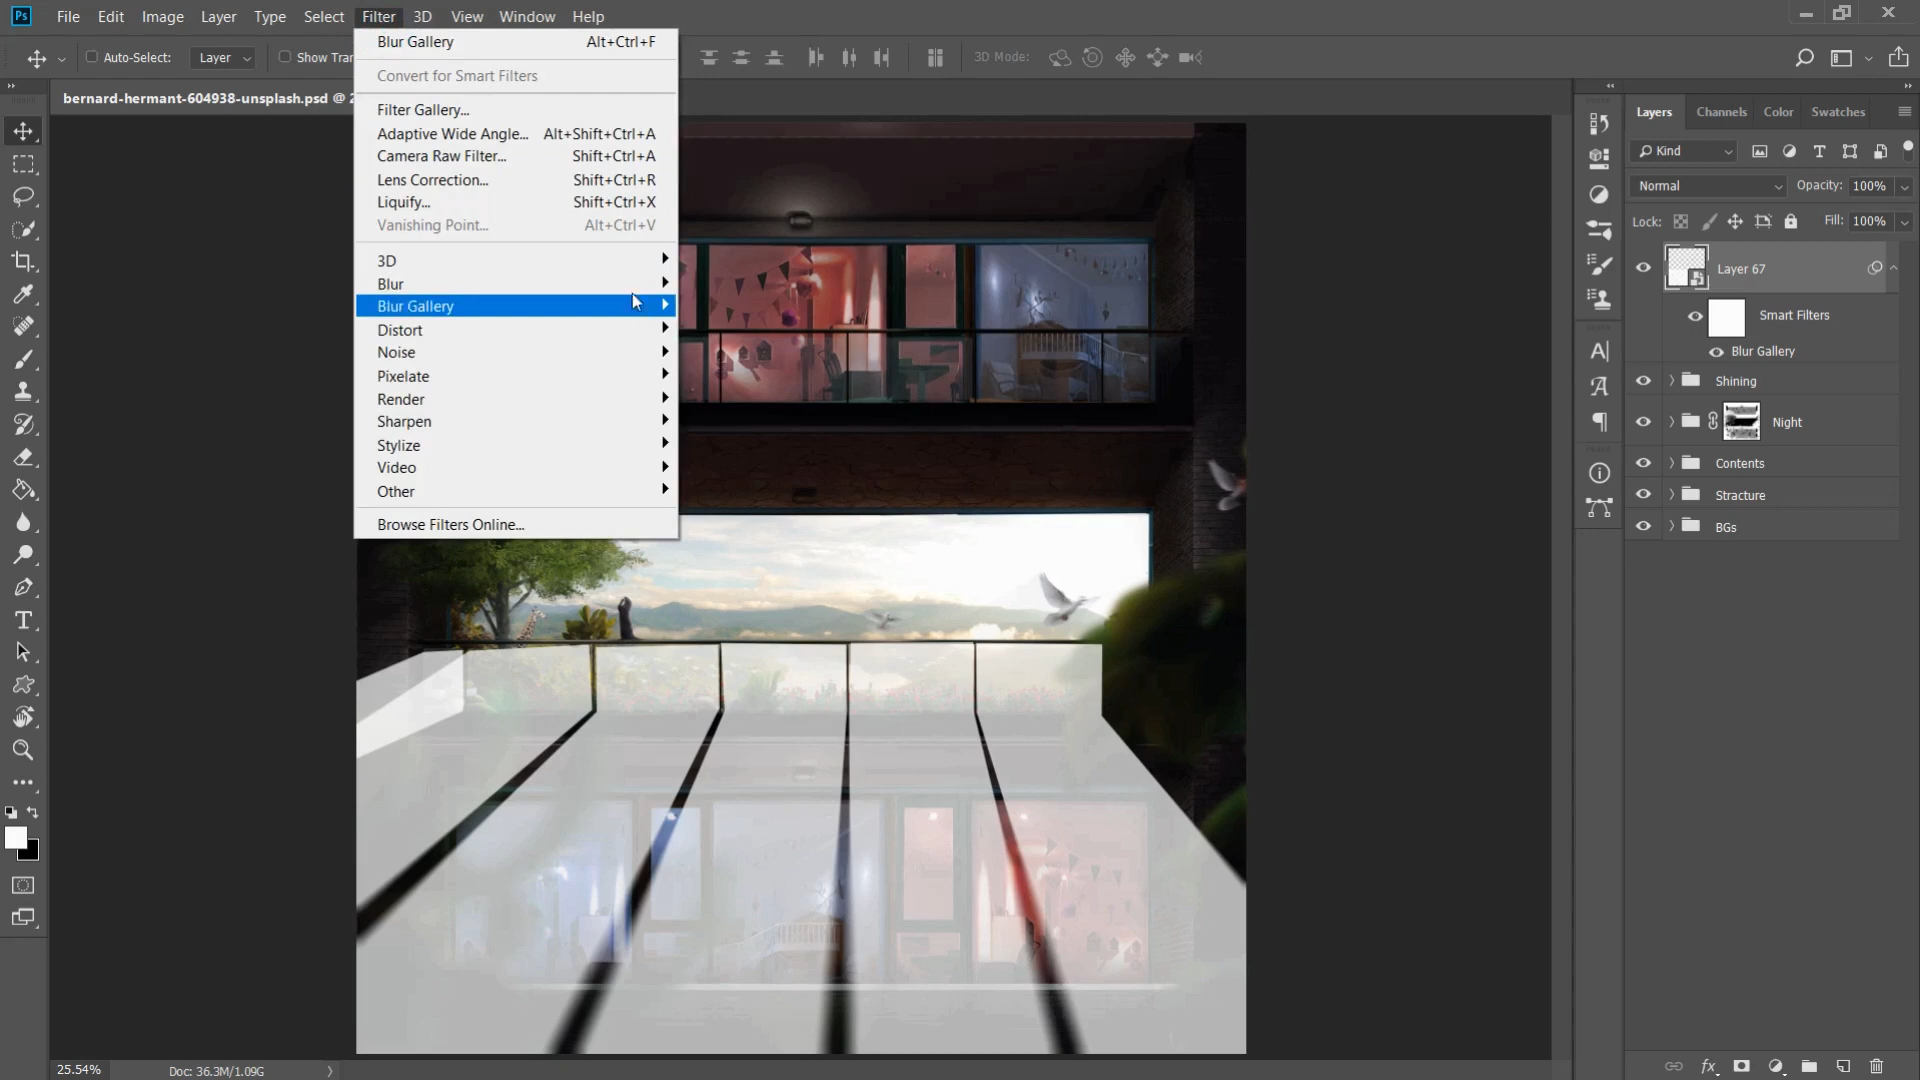 Ps File Edit Image Layer Type Select Filter 3D View Window Help
Auto-Select: Layer Show Tra 3D Mode:
bernard-hermant-604938-unsplash.psd @ 2
Blur Gallery Alt+Ctrl+F
Convert for Smart Filters
Filter Gallery...
Adaptive Wide Angle... Alt+Shift+Ctrl+A
Camera Raw Filter... Shift+Ctrl+A
Lens Correction... Shift+Ctrl+R
Liquify... Shift+Ctrl+X
Vanishing Point... Alt+Ctrl+V
3D
Blur
Blur Gallery
Distort
Noise
Pixelate
Render
Sharpen
Stylize
Video
Other
Browse Filters Online...
Layers Channels Color Swatches
Kind
Normal Opacity: 100%
Lock: Fill: 100%
Layer 67
Smart Filters
Blur Gallery
Shining
Night
Contents
Stracture
BGs
25.54% Doc: 36.3M/1.09G